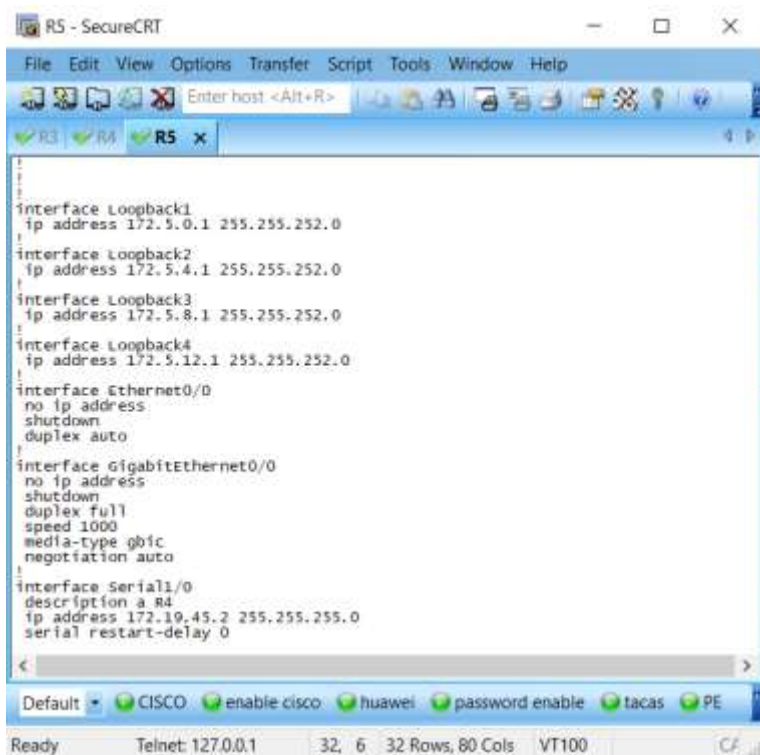 R5 - SecureCRT
File Edit View Options Transfer Script Tools Window Help
Enter host <Alt+R>
R3 R4 R5
!
!
!
interface Loopback1
ip address 172.5.0.1 255.255.252.0
!
interface Loopback2
ip address 172.5.4.1 255.255.252.0
!
interface Loopback3
ip address 172.5.8.1 255.255.252.0
!
interface Loopback4
ip address 172.5.12.1 255.255.252.0
!
interface Ethernet0/0
no ip address
shutdown
duplex auto
!
interface GigabitEthernet0/0
no ip address
shutdown
duplex full
speed 1000
media-type gbic
negotiation auto
!
interface Serial1/0
description a R4
ip address 172.19.45.2 255.255.255.0
serial restart-delay 0
Default CISCO enable cisco huawei password enable tacas PE
Ready Telnet: 127.0.0.1 32, 6 32 Rows, 80 Cols VT100